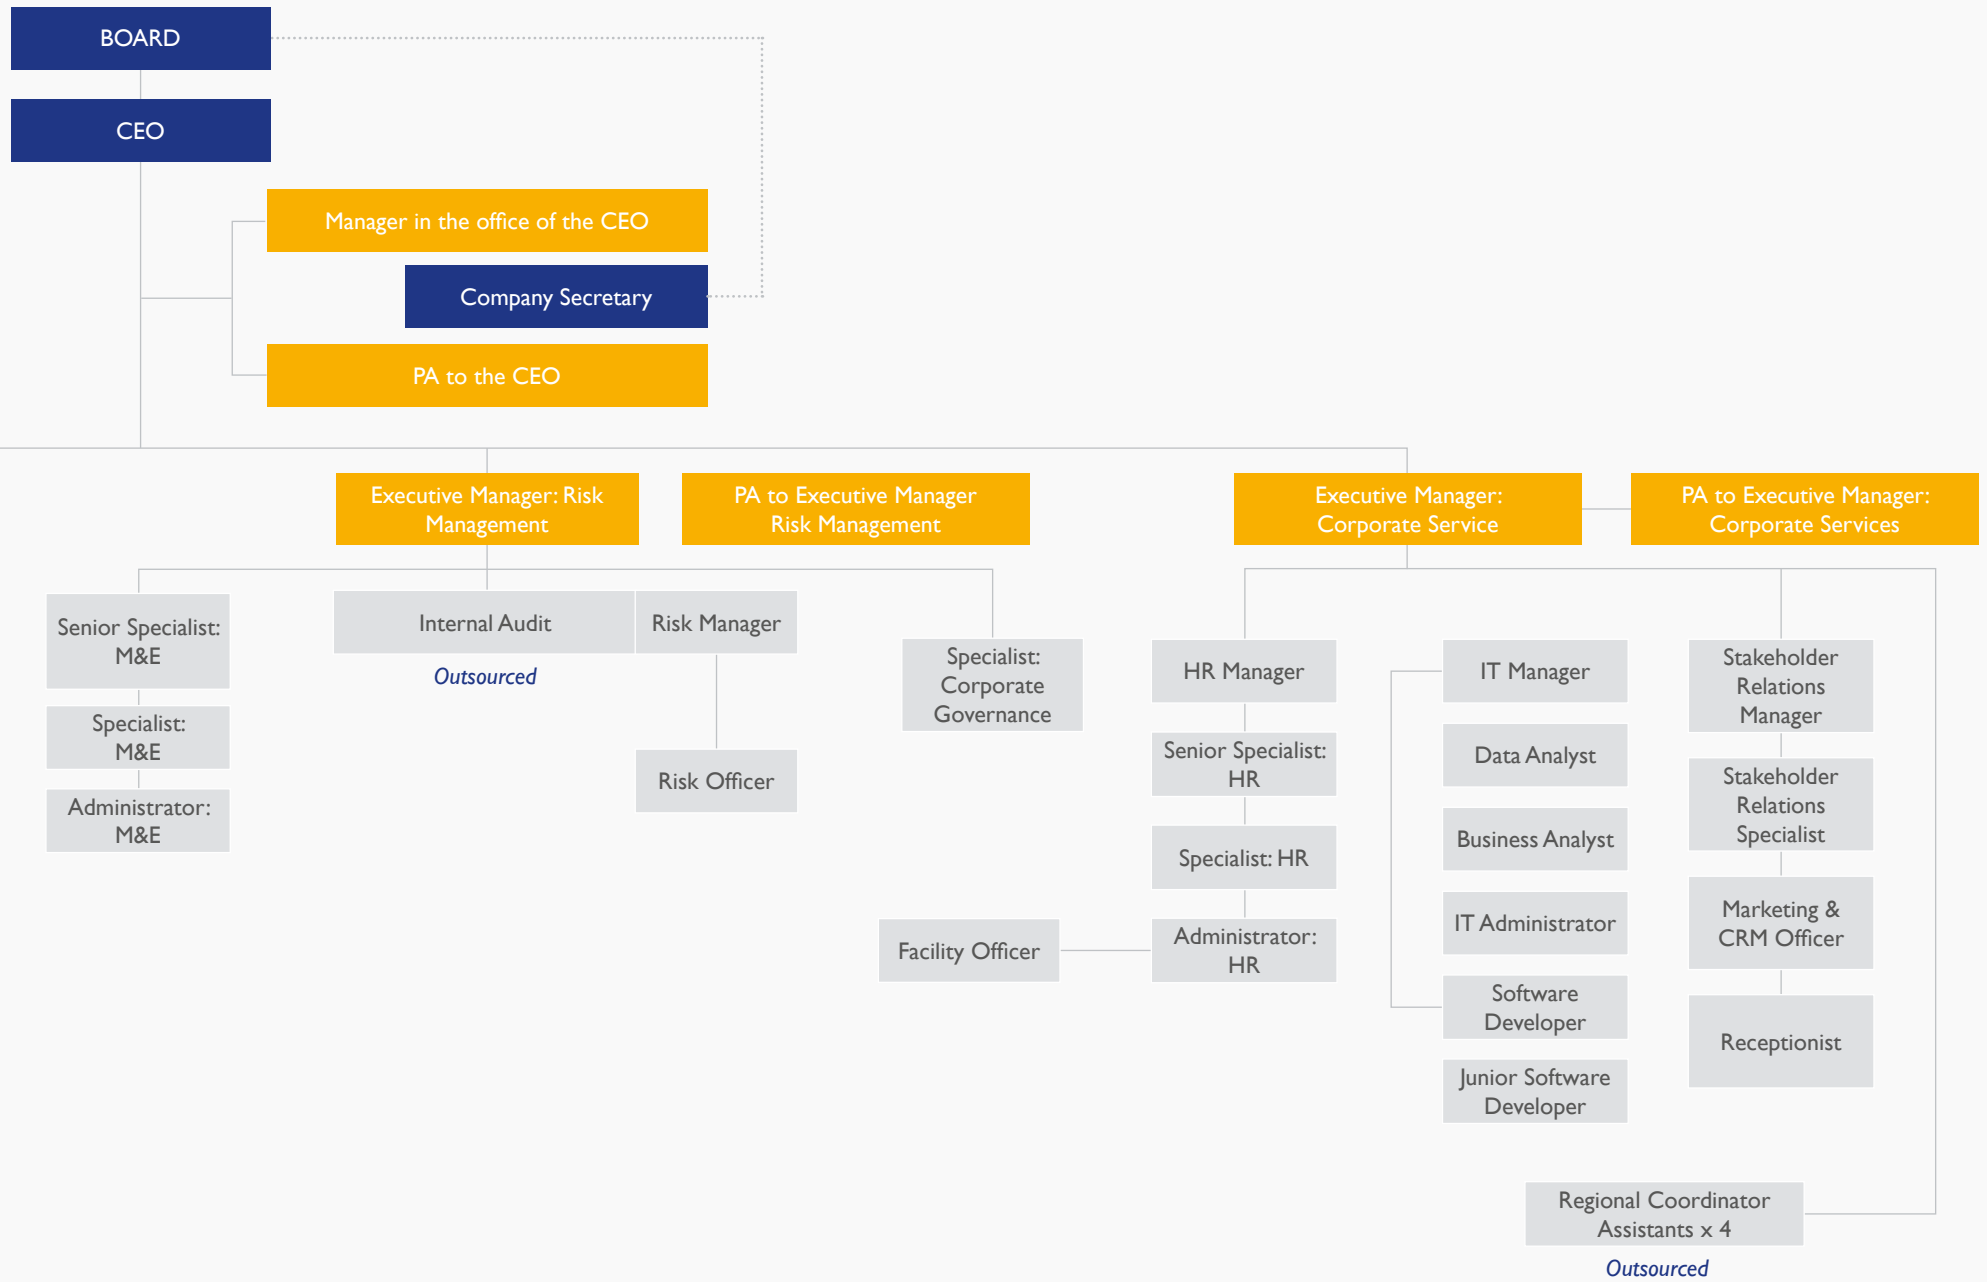 BOARD
CEO
Manager in the office of the CEO
Company Secretary
PA to the CEO
Executive Manager: Risk
Management
PA to Executive Manager
Risk Management
Executive Manager:
Corporate Service
PA to Executive Manager:
Corporate Services
Senior Specialist:
M&E
Specialist:
M&E
Administrator:
M&E
Internal Audit
Outsourced
Risk Manager
Risk Officer
Specialist:
Corporate
Governance
HR Manager
Senior Specialist:
HR
Specialist: HR
Administrator:
HR
Facility Officer
IT Manager
Data Analyst
Business Analyst
IT Administrator
Software
Developer
Junior Software
Developer
Stakeholder
Relations
Manager
Stakeholder
Relations
Specialist
Marketing &
CRM Officer
Receptionist
Regional Coordinator
Assistants x 4
Outsourced